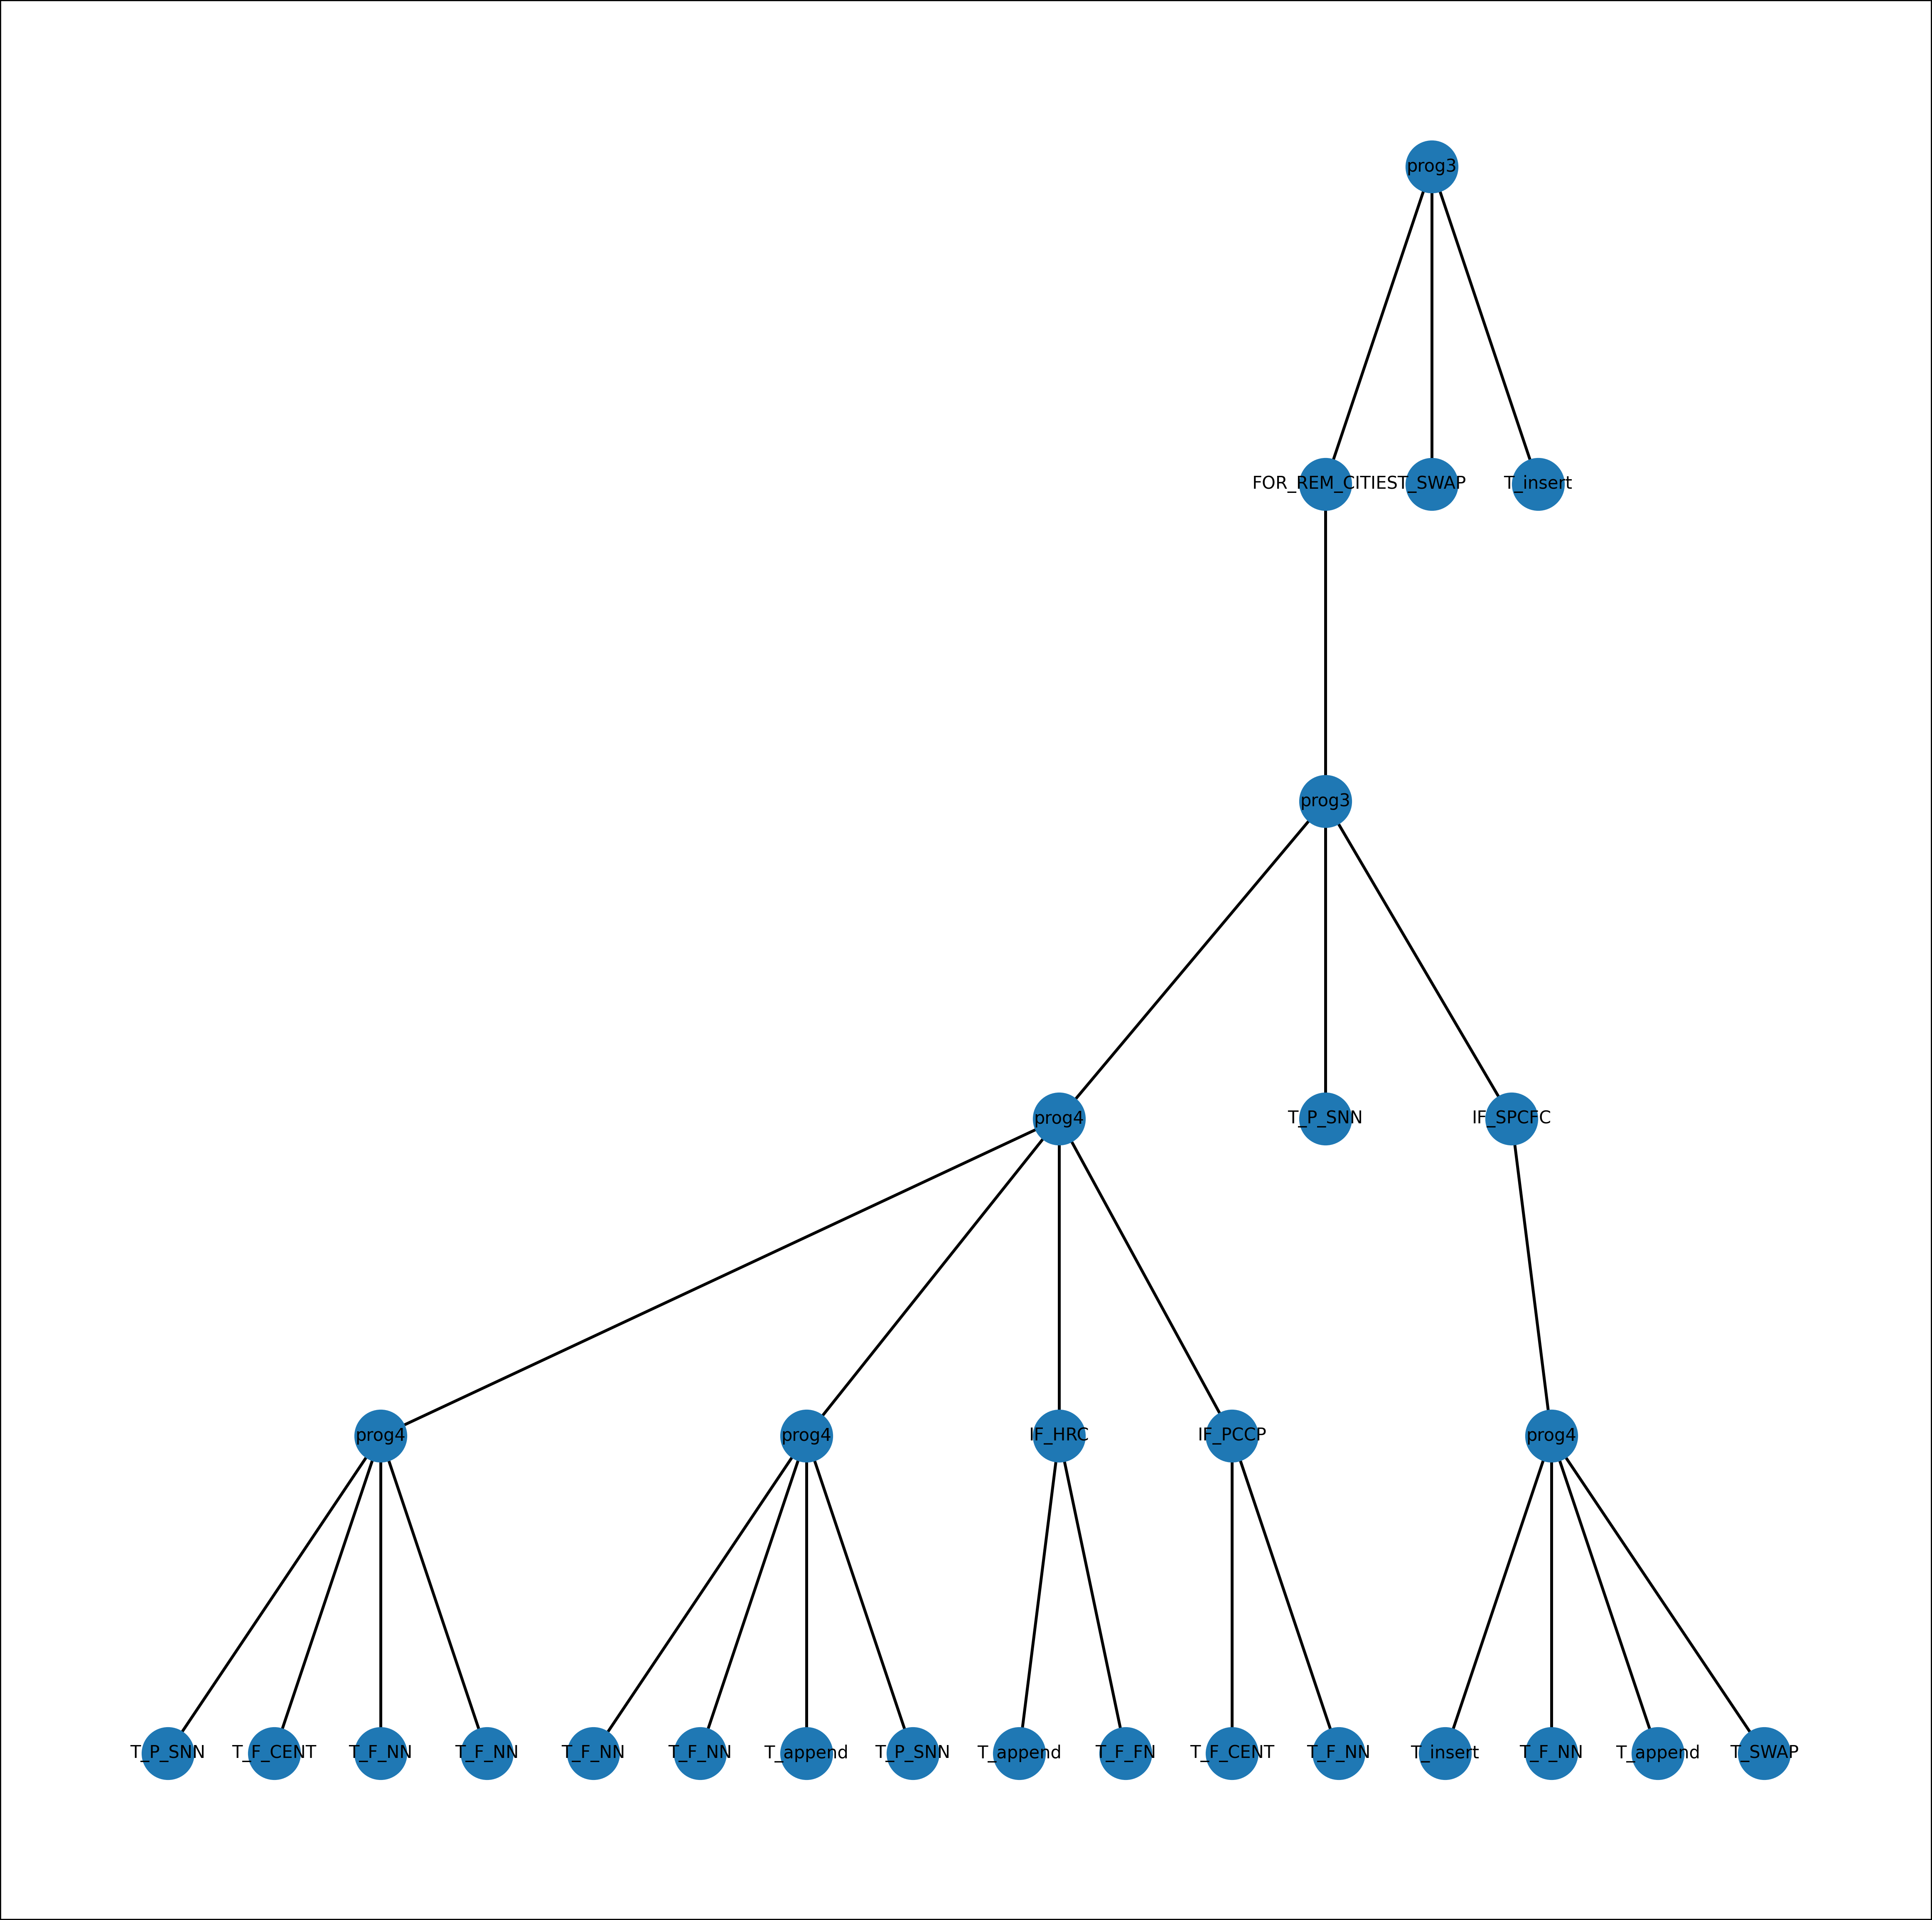 prog3
FOR_REM_CITIES T_SWAP T_insert
prog3
prog4 T_P_SNN IF_SPCFC
prog4 prog4 IF_HRC IF_PCCP prog4
T_P_SNN T_F_CENT T_F_NN T_F_NN T_F_NN T_F_NN T_append T_P_SNN T_append T_F_FN T_F_CENT T_F_NN T_insert T_F_NN T_append T_SWAP